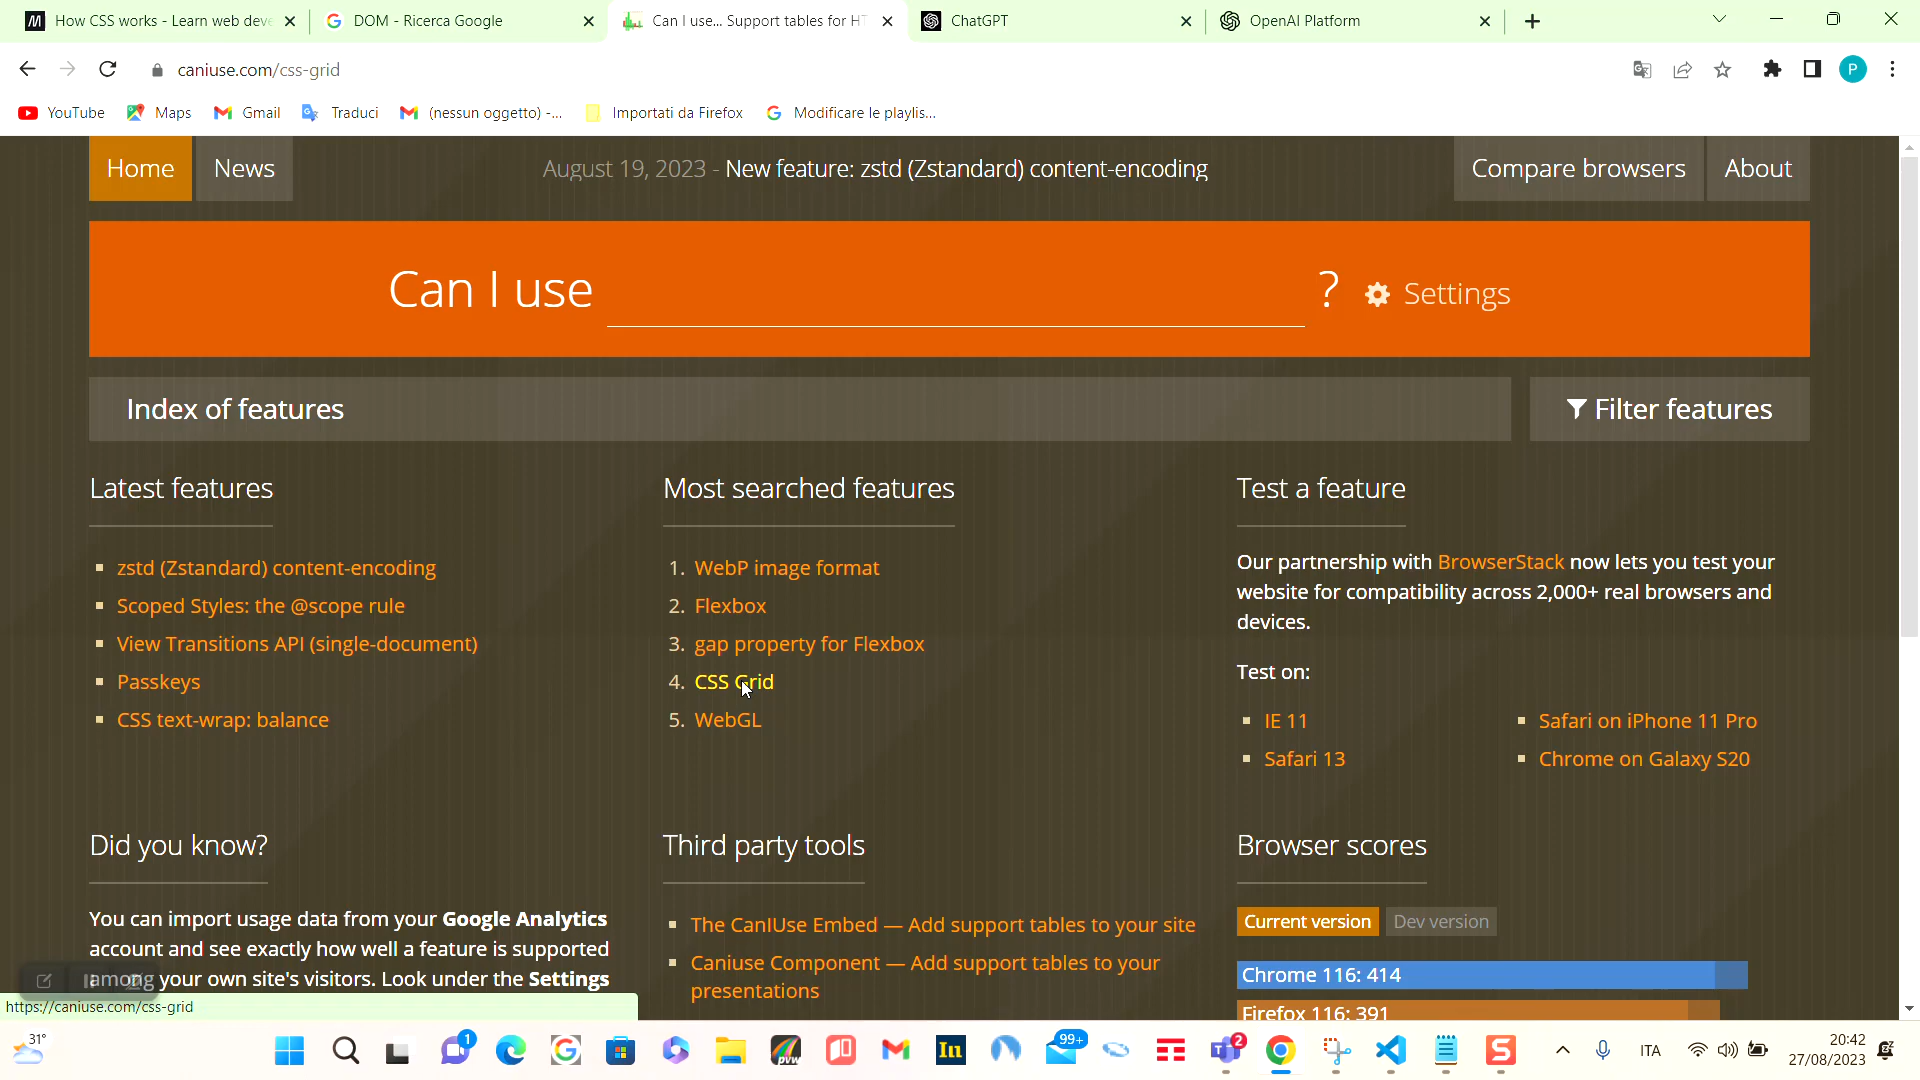 How CSS works - Learn web deve
DOM - Ricerca Google
Can I use... Support tables for HT
ChatGPT
OpenAI Platform
caniuse.com/css-grid
P
YouTube
Maps
Gmail
Traduci
(nessun oggetto) -...
Importati da Firefox
Modificare le playlis...
Home
News
August 19, 2023 - New feature: zstd (Zstandard) content-encoding
Compare browsers
About
Can I use
?
Settings
Index of features
Filter features
Latest features
zstd (Zstandard) content-encoding
Scoped Styles: the @scope rule
View Transitions API (single-document)
Passkeys
CSS text-wrap: balance
Most searched features
1. WebP image format
2. Flexbox
3. gap property for Flexbox
4. CSS Grid
5. WebGL
Test a feature
Our partnership with BrowserStack now lets you test your
website for compatibility across 2,000+ real browsers and
devices.
Test on:
IE 11
Safari 13
Safari on iPhone 11 Pro
Chrome on Galaxy S20
Did you know?
You can import usage data from your Google Analytics
account and see exactly how well a feature is supported
among your own site's visitors. Look under the Settings
Third party tools
The CanIUse Embed — Add support tables to your site
Caniuse Component — Add support tables to your
presentations
Browser scores
Current version
Dev version
Chrome 116: 414
Firefox 116: 391
https://caniuse.com/css-grid
31°
1
pvw
In
99+
2
S
ITA
20:42
27/08/2023